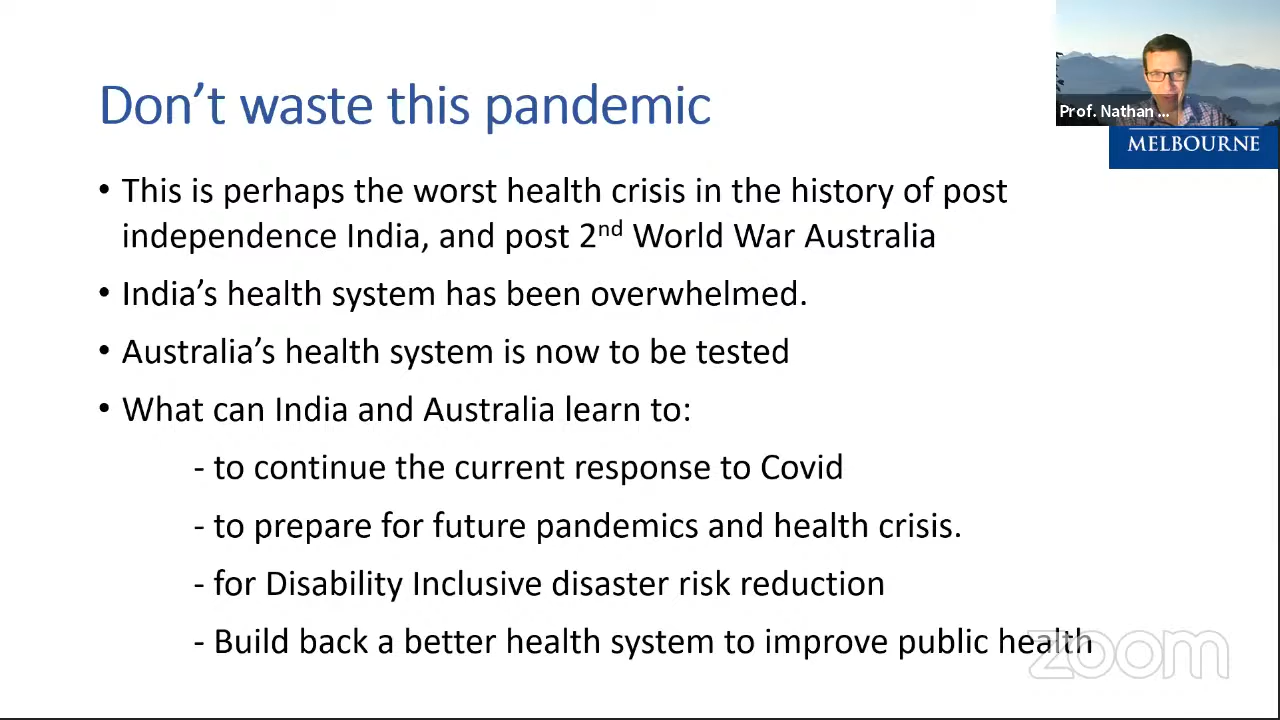 Don’t waste this pandemic
Prof. Nathan ...
MELBOURNE
• This is perhaps the worst health crisis in the history of post
independence India, and post 2nd World War Australia
• India’s health system has been overwhelmed.
• Australia’s health system is now to be tested
• What can India and Australia learn to:
- to continue the current response to Covid
- to prepare for future pandemics and health crisis.
- for Disability Inclusive disaster risk reduction
- Build back a better health system to improve public health
zoom